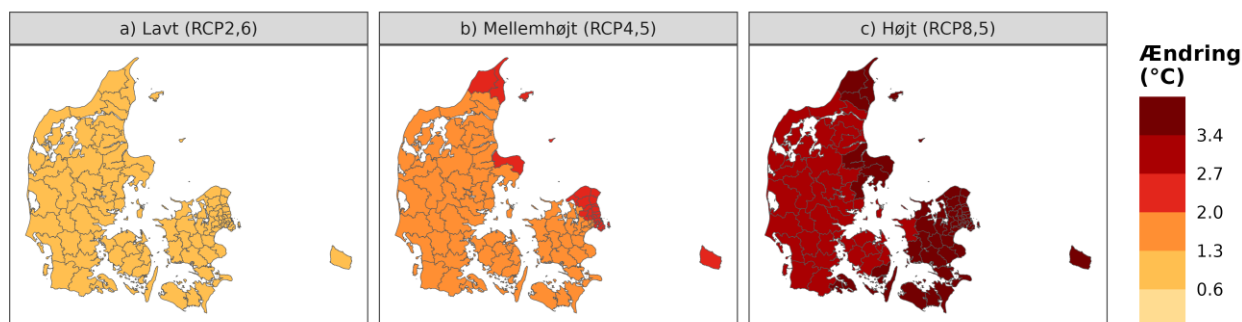 a) Lavt (RCP2,6)
b) Mellemhøjt (RCP4,5)
c) Højt (RCP8,5)
Ændring
(°C)
3.4
2.7
2.0
1.3
0.6